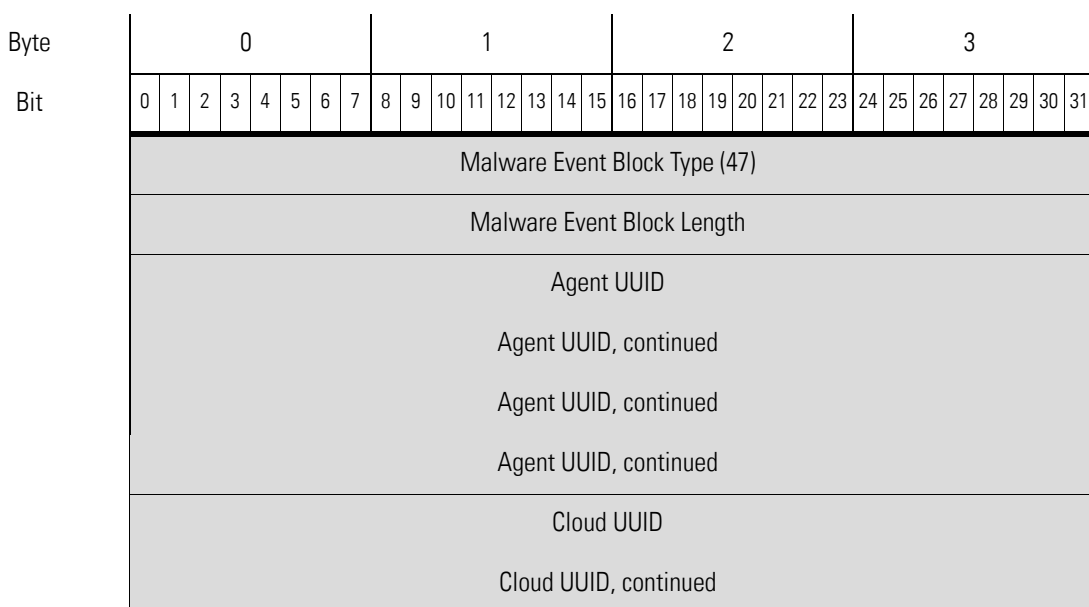 Byte 0 1 2 3
Bit 0 1 2 3 4 5 6 7 8 9 10 11 12 13 14 15 16 17 18 19 20 21 22 23 24 25 26 27 28 29 30 31
Malware Event Block Type (47)
Malware Event Block Length
Agent UUID
Agent UUID, continued
Agent UUID, continued
Agent UUID, continued
Cloud UUID
Cloud UUID, continued